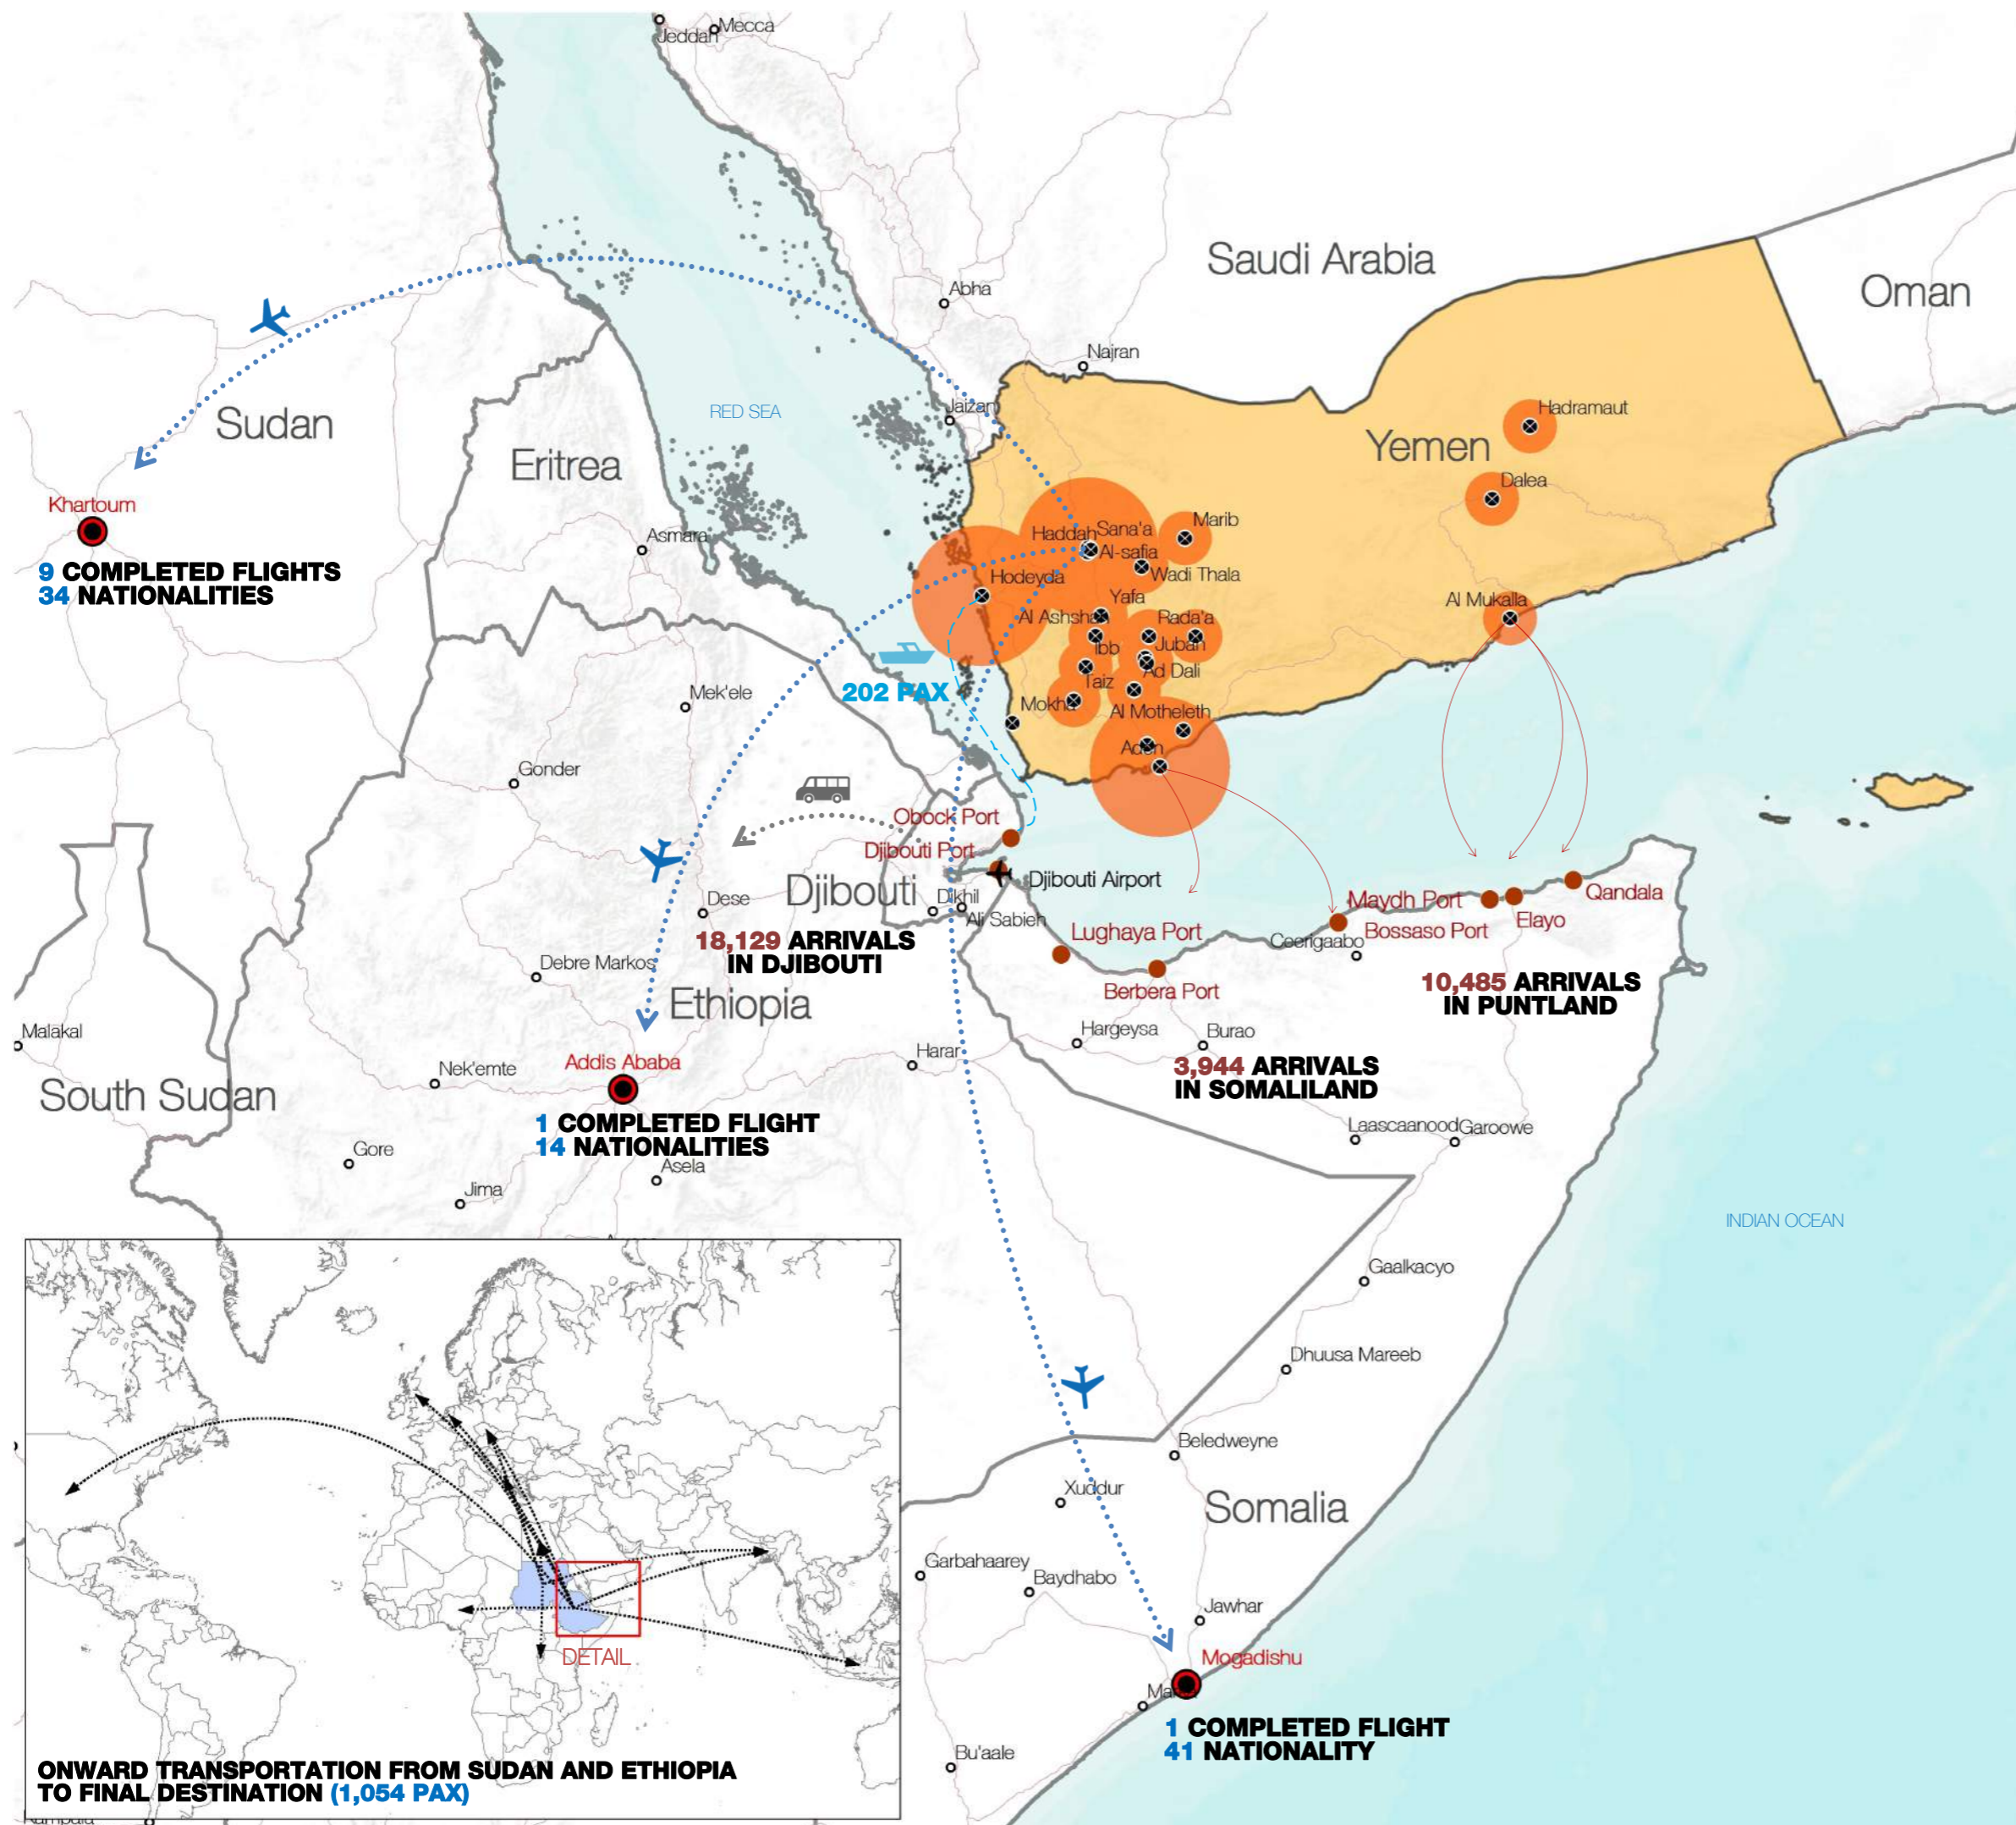 Jeddah
Mecca
Saudi Arabia
Oman
Abha
Najran
Jaizan
RED SEA
Sudan
Eritrea
Yemen
Hadramaut
Dalea
Khartoum
9 COMPLETED FLIGHTS
34 NATIONALITIES
Asmara
Haddah
Sana'a
Marib
Al-safia
Wadi Thala
Hodeyda
Yafa
Al Ashshah
Rada'a
Al Mukalla
Ibb
Juban
Ad Dali
Taiz
Mokha
Al Motheleth
Aden
202 PAX
Mek'ele
Gonder
Obock Port
Djibouti Port
Djibouti
Djibouti Airport
Dese
Dikhil
Ali Sabieh
18,129 ARRIVALS
IN DJIBOUTI
Lughaya Port
Maydh Port
Qandala
Elayo
Bossaso Port
Ceerigaabo
Debre Markos
Ethiopia
Berbera Port
10,485 ARRIVALS
IN PUNTLAND
Malakal
Hargeysa
Burao
Harar
3,944 ARRIVALS
IN SOMALILAND
Nek'emte
Addis Ababa
South Sudan
1 COMPLETED FLIGHT
14 NATIONALITIES
Laascaanood
Garoowe
Gore
Asela
Jima
INDIAN OCEAN
Gaalkacyo
Dhuusa Mareeb
Beledweyne
Xuddur
Somalia
Garbahaarey
Baydhabo
Jawhar
DETAIL
Mogadishu
1 COMPLETED FLIGHT
41 NATIONALITY
Bu'aale
ONWARD TRANSPORTATION FROM SUDAN AND ETHIOPIA
TO FINAL DESTINATION (1,054 PAX)